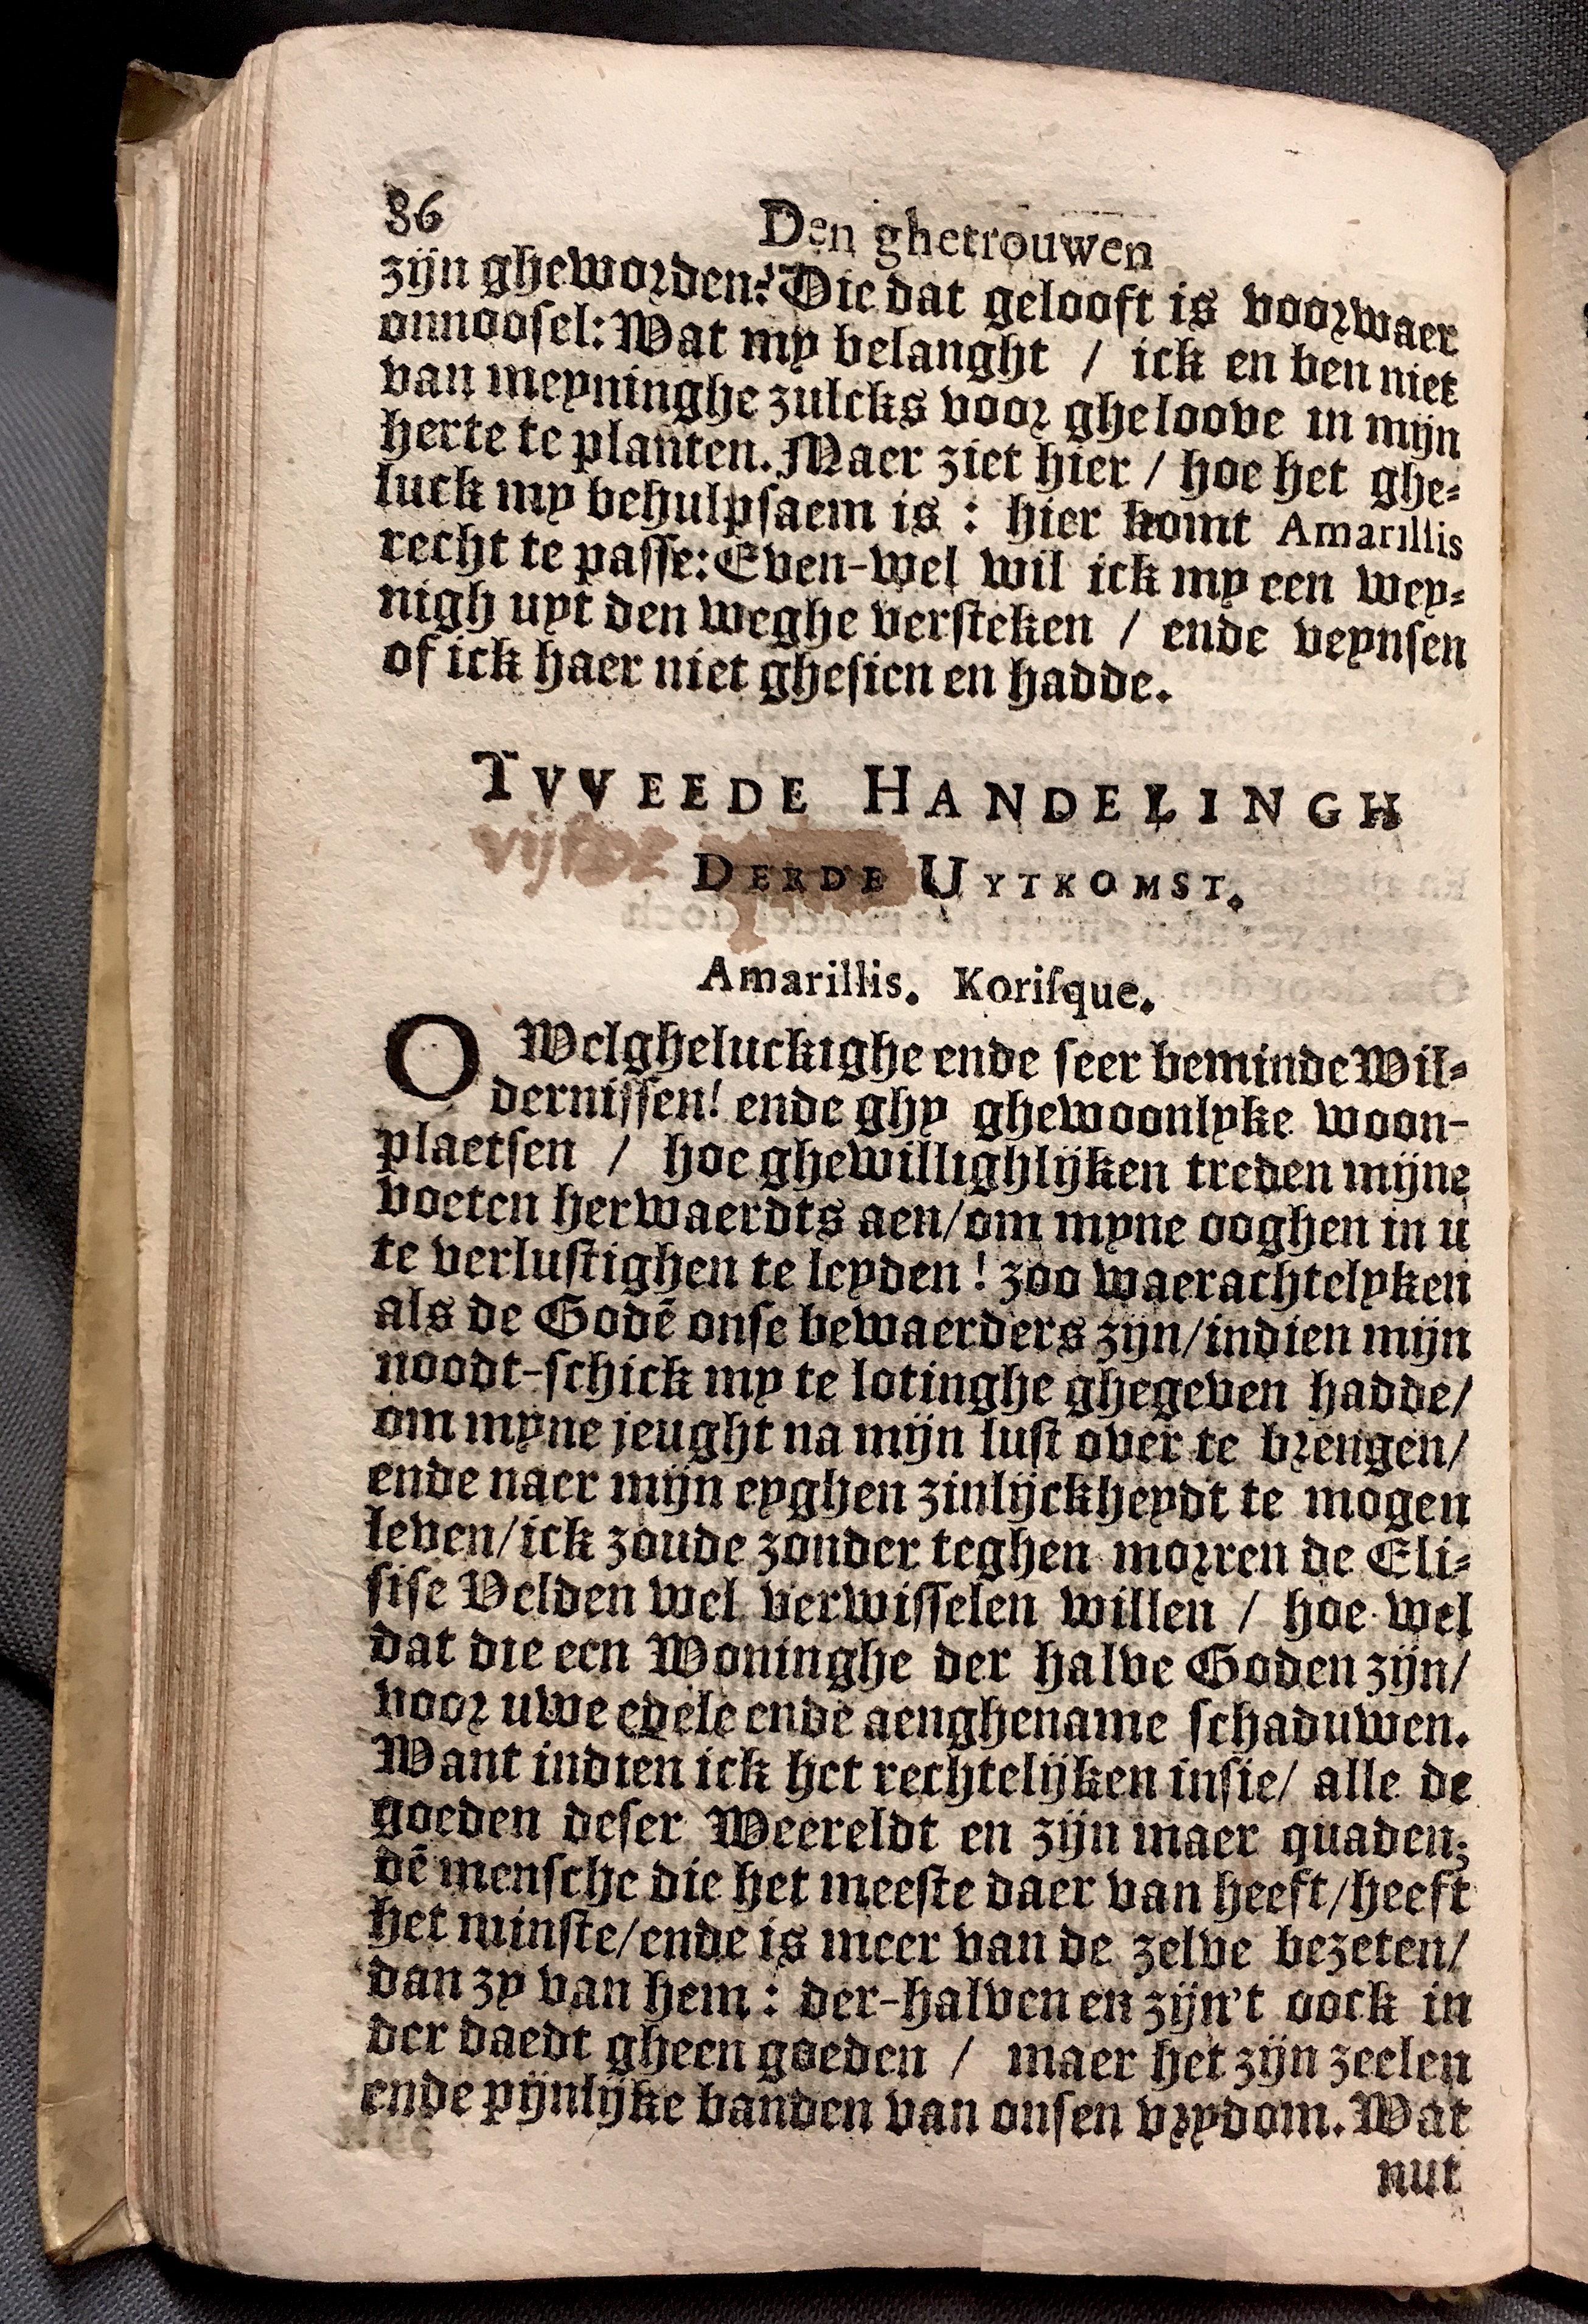 86 Den ghetrouwen
zijn gheworden? Die dat gelooft is voorwaer
onnoosel: Wat my belanght / ick en ben niet
van meyninghe zulcks voor gheloove in mijn
herte te planten. Maer ziet hier / hoe het ghe-
luck my behulpsaem is : hier komt Amarillis
recht te passe: Even-wel wil ick my een wey-
nigh uyt den weghe versteken / ende veynsen
of ick haer niet ghesien en hadde.
TVVEEDE HANDELINGH
vijfde DERDE UYTKOMST.
Amarillis. Korisque.
O Welgheluckighe ende seer beminde Wil-
dernissen! ende ghy ghewoonlyke woon-
plaetsen / hoe ghewillighlijken treden mijne
voeten herwaerdts aen/om myne ooghen in u
te verlustighen te leyden! zoo waerachtelyken
als de Godē onse bewaerders zijn/indien mijn
noodt-schick my te lotinghe ghegeven hadde/
om myne jeught na mijn lust over te brengen/
ende naer mijn eyghen zinlijckheydt te mogen
leven/ick zoude zonder teghen morren de Eli-
sise Velden wel verwisselen willen / hoe wel
dat die een Woninghe der halve Goden zijn/
voor uwe edele ende aenghename schaduwen.
Want indien ick het rechtelijken insie/ alle de
goeden deser Weereldt en zijn maer quaden;
dē mensche die het meeste daer van heeft/heeft
het minste/ende is meer van de zelve bezeten/
dan zy van hem : der-halven en zijn't oock in
der daedt gheen goeden / maer het zijn zeelen
ende pijnlijke banden van onsen vrydom. Wat
nut